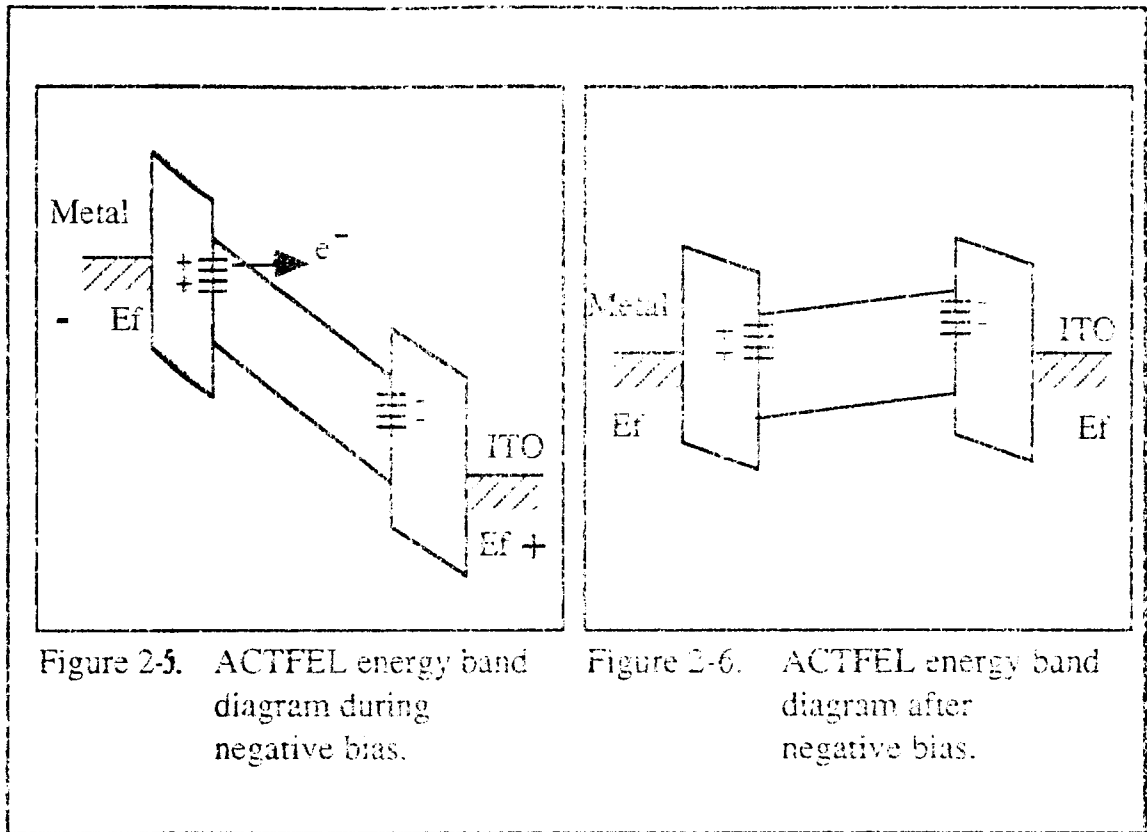 Metal
e⁻
+
+
-
-
- Ef
ITO
Ef +
Figure 2-5. ACTFEL energy band
diagram during
negative bias.
Metal
+
+
-
-
ITO
Ef
Ef
Figure 2-6. ACTFEL energy band
diagram after
negative bias.